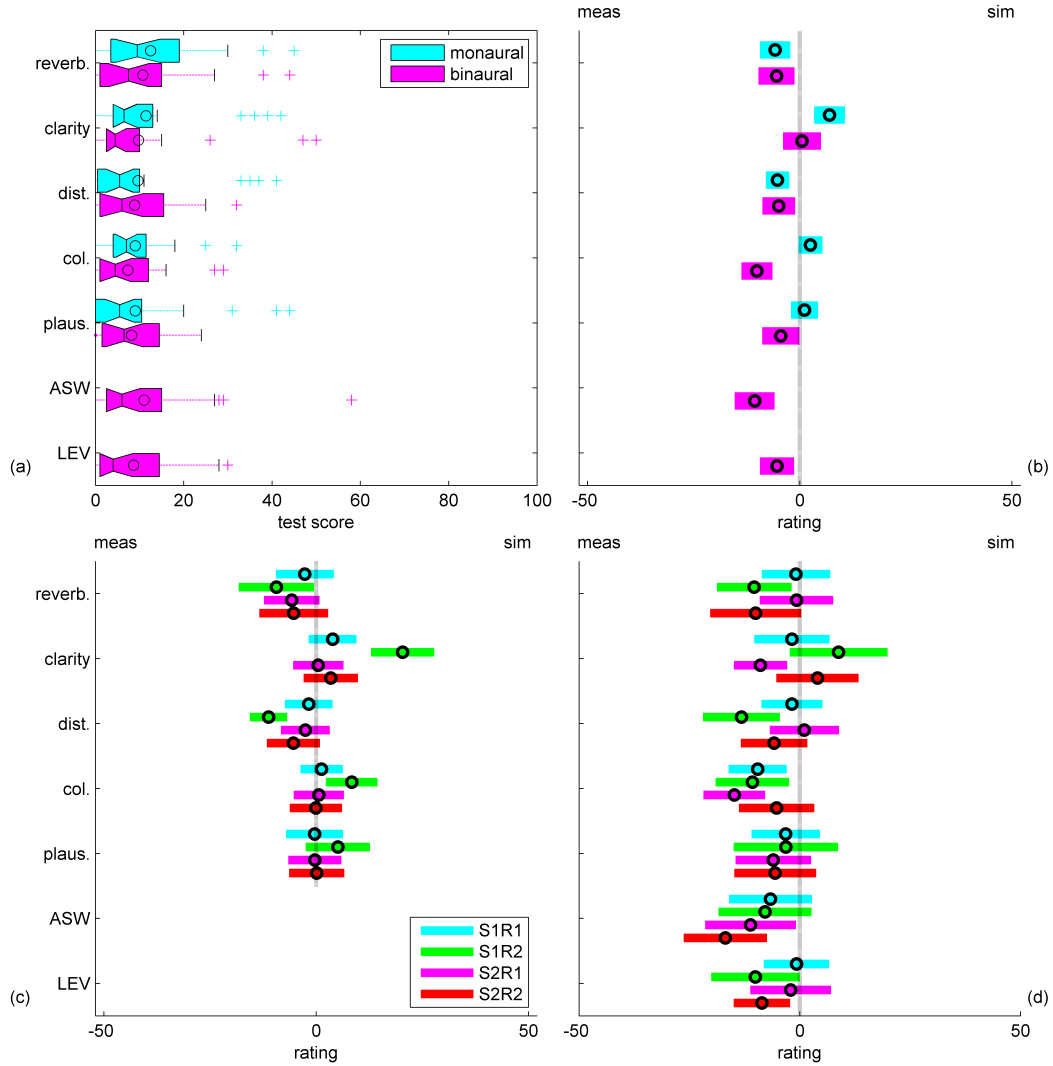 meas sim
reverb.
clarity
dist.
col.
plaus.
ASW
LEV
monaural
binaural
(a)
(b)
0 20 40 60 80 100
test score
-50 0 50
rating
meas sim
meas sim
reverb.
clarity
dist.
col.
plaus.
ASW
LEV
S1R1
S1R2
S2R1
S2R2
(c)
(d)
-50 0 50
rating
-50 0 50
rating